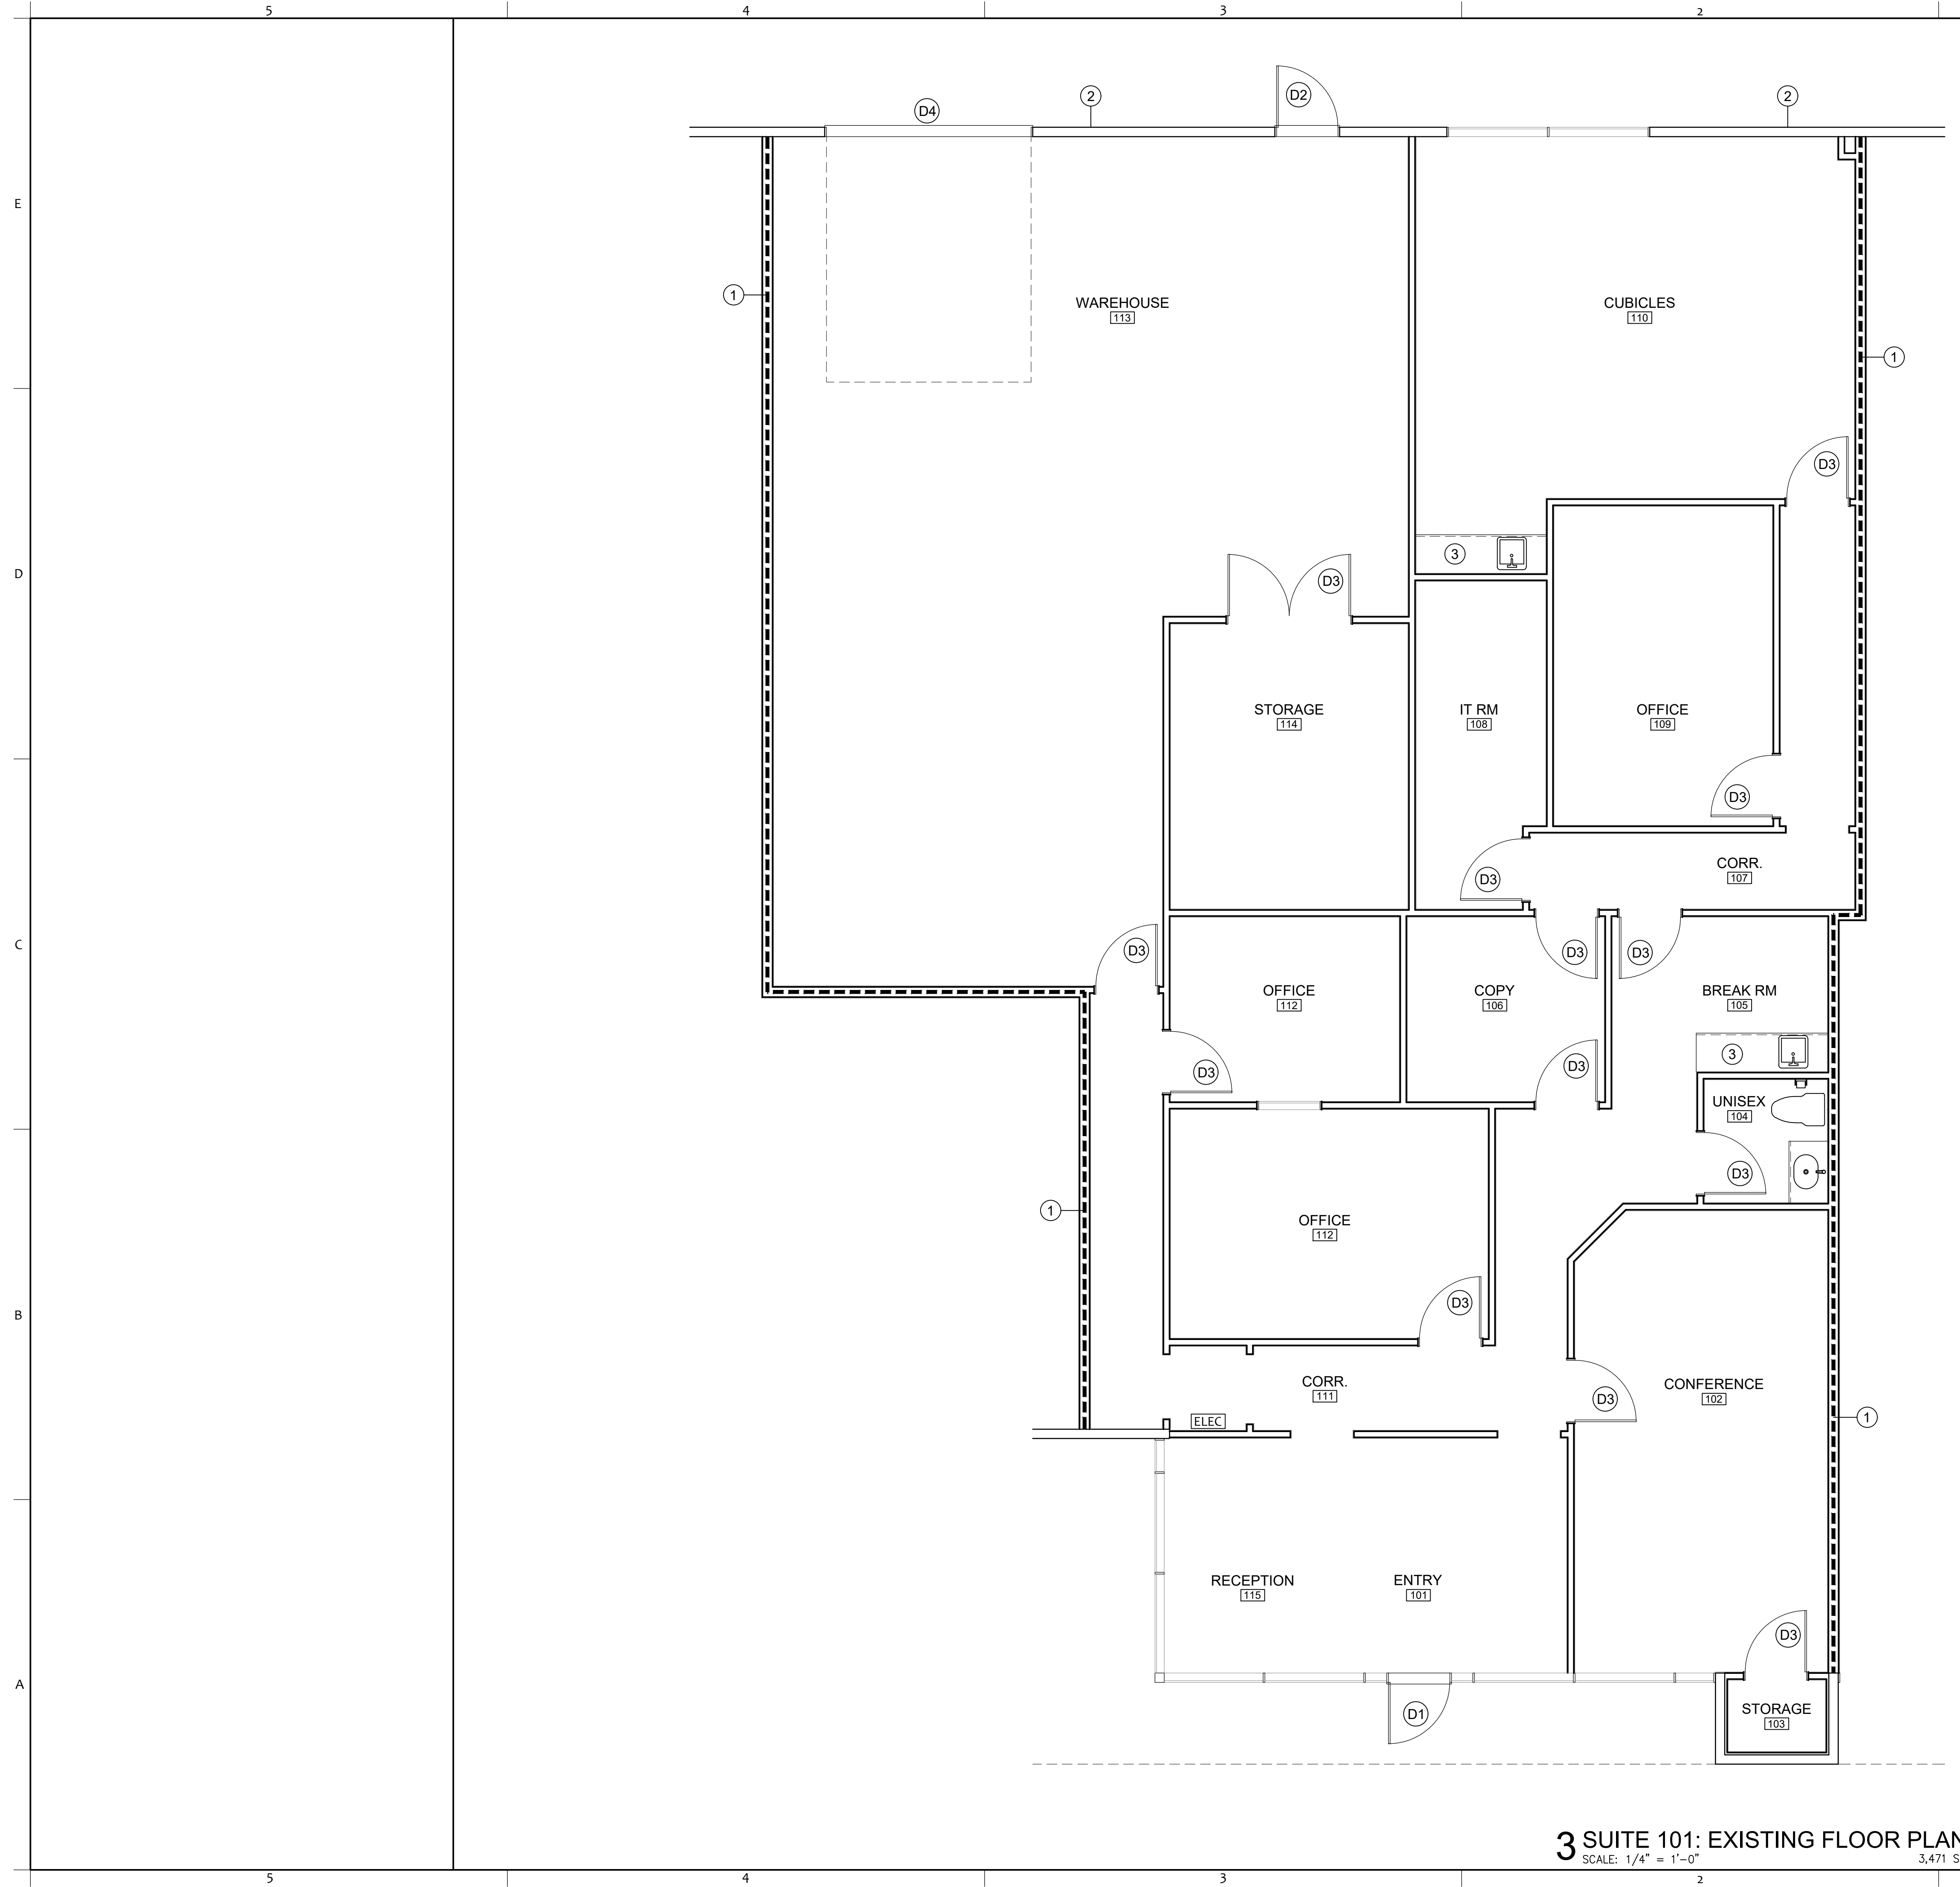 5 4 3 2
D4 2 D2 2
E
1 WAREHOUSE CUBICLES
113 110
1
D3
3
D D3
STORAGE IT RM OFFICE
114 108 109
D3
CORR.
D3 107
C D3 D3 D3
OFFICE COPY BREAK RM
112 106 105
3
D3 D3
UNISEX
104
D3
1 OFFICE
112
B D3
CORR. CONFERENCE
111 D3 102
ELEC 1
RECEPTION ENTRY
115 101
D3
A
STORAGE
D1 103
3 SUITE 101: EXISTING FLOOR PLAN
SCALE: 1/4" = 1'-0" 3,471 S
5 4 3 2